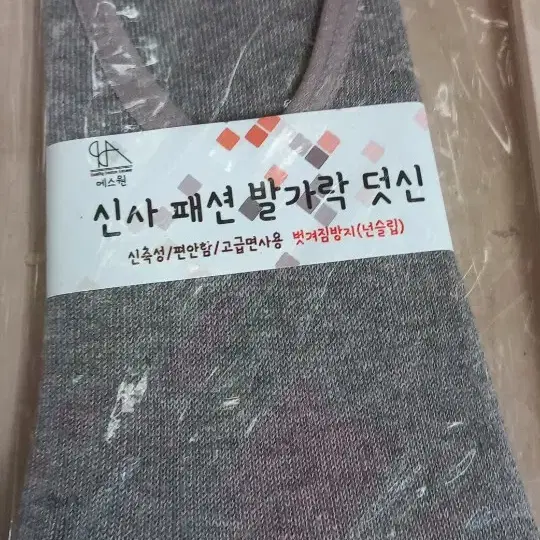 에스원
신사 패션 발가락 덧신
신축성/편안함/고급면사용 벗겨짐방지(넌슬립)